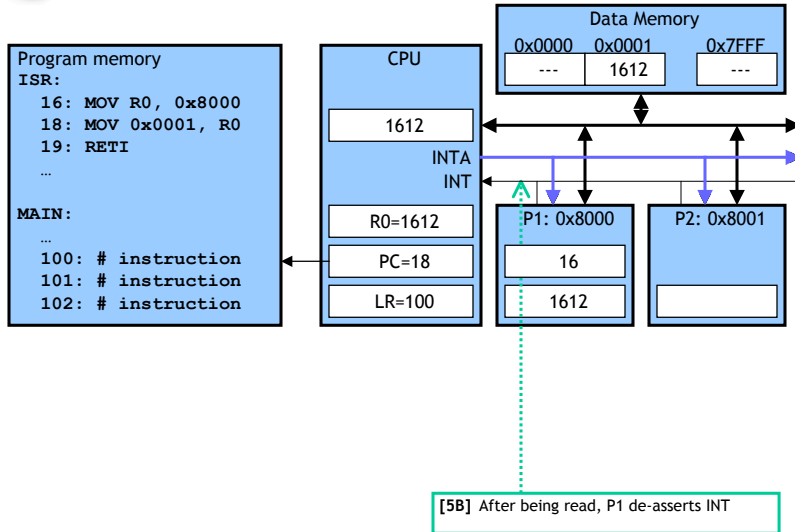 Program memory
ISR:
16: MOV R0, 0x8000
18: MOV 0x0001, R0
19: RETI
…
MAIN:
…
100: # instruction
101: # instruction
102: # instruction
CPU
1612
INTA
INT
R0=1612
PC=18
LR=100
Data Memory
0x0000 0x0001 0x7FFF
--- 1612 ---
P1: 0x8000
16
1612
P2: 0x8001
[5B] After being read, P1 de-asserts INT